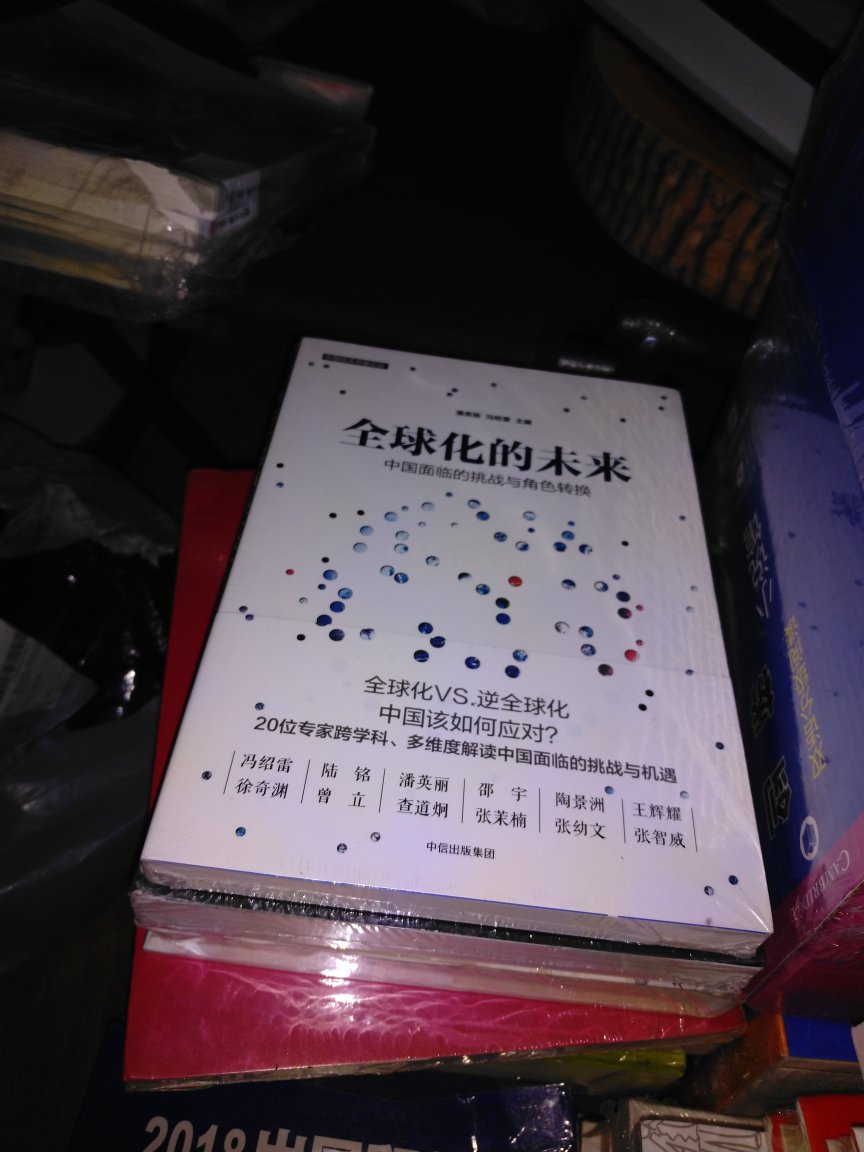 全球化的未来
中国面临的挑战与角色转换
全球化VS.逆全球化
中国该如何应对?
20位专家跨学科、多维度解读中国面临的挑战与机遇
冯绍雷 陆 铭 潘英丽 邵 宇 陶景洲 王辉耀
徐奇渊 曾 立 查道炯 张茉楠 张幼文 张智威
中信出版集团
剑桥
CAMBRIDGE
2018